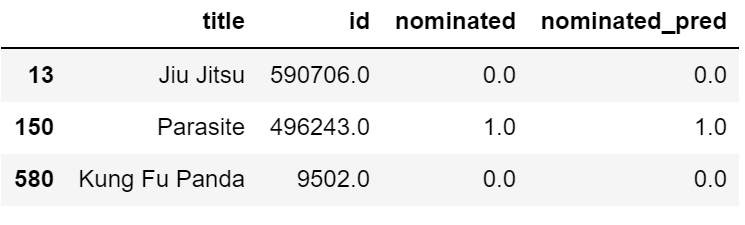 title id nominated nominated_pred
13 Jiu Jitsu 590706.0 0.0 0.0
150 Parasite 496243.0 1.0 1.0
580 Kung Fu Panda 9502.0 0.0 0.0